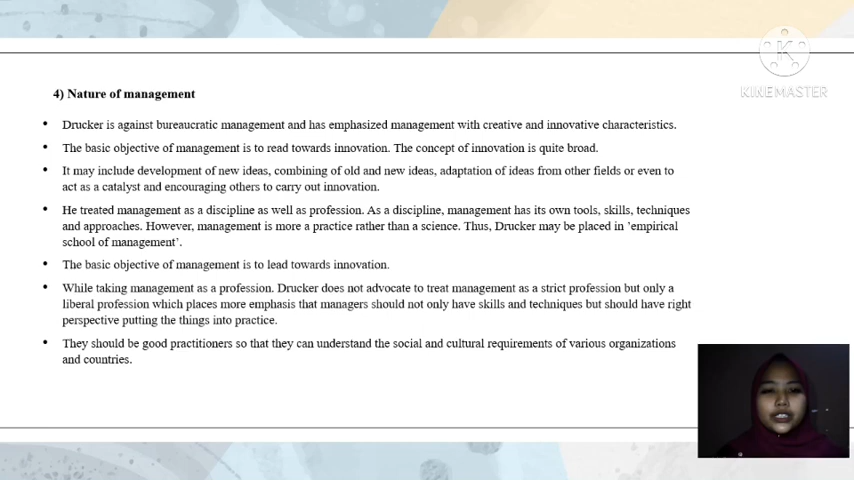 KINEMASTER
4) Nature of management
• Drucker is against bureaucratic management and has emphasized management with creative and innovative characteristics.
• The basic objective of management is to read towards innovation. The concept of innovation is quite broad.
• It may include development of new ideas, combining of old and new ideas, adaptation of ideas from other fields or even to
act as a catalyst and encouraging others to carry out innovation.
• He treated management as a discipline as well as profession. As a discipline, management has its own tools, skills, techniques
and approaches. However, management is more a practice rather than a science. Thus, Drucker may be placed in 'empirical
school of management'.
• The basic objective of management is to lead towards innovation.
• While taking management as a profession. Drucker does not advocate to treat management as a strict profession but only a
liberal profession which places more emphasis that managers should not only have skills and techniques but should have right
perspective putting the things into practice.
• They should be good practitioners so that they can understand the social and cultural requirements of various organizations
and countries.